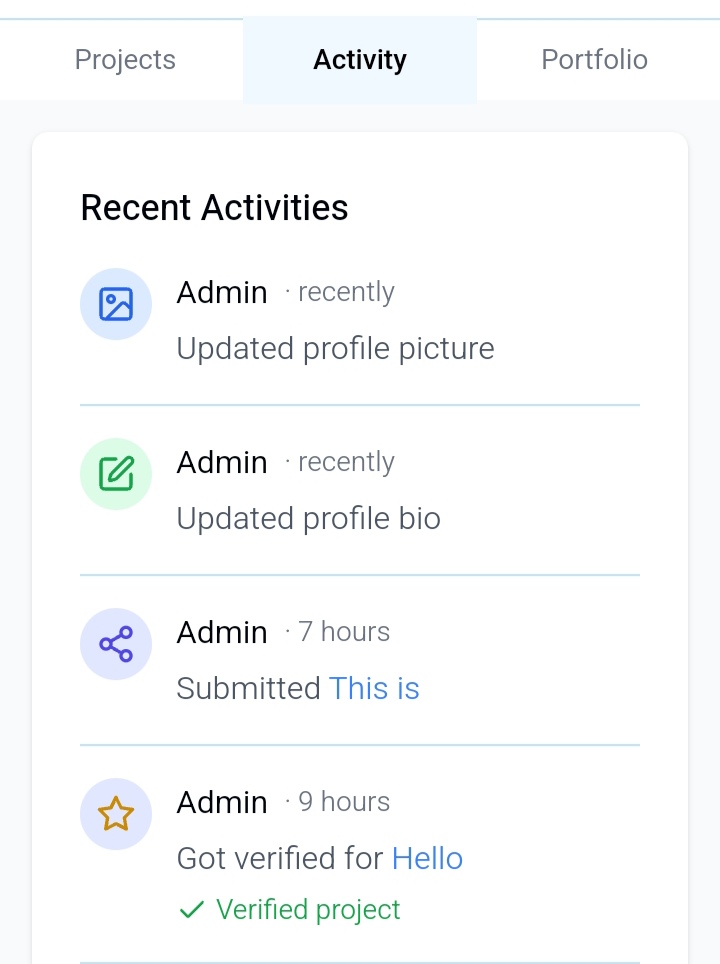 Projects
Activity
Portfolio
Recent Activities
Admin · recently
Updated profile picture
Admin · recently
Updated profile bio
Admin · 7 hours
Submitted This is
Admin · 9 hours
Got verified for Hello
Verified project